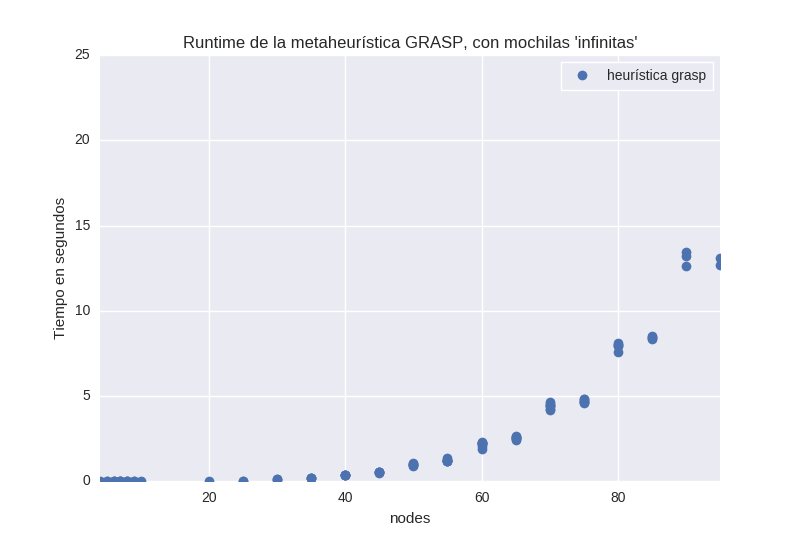 Runtime de la metaheurística GRASP, con mochilas 'infinitas'
heurística grasp
25
20
15
10
5
0
Tiempo en segundos
20 40 60 80
nodes